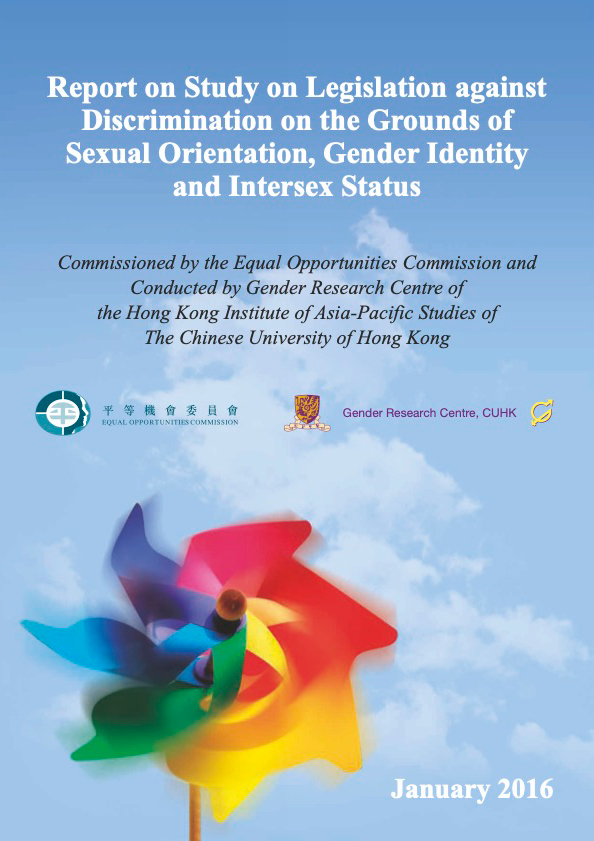 Report on Study on Legislation against
Discrimination on the Grounds of
Sexual Orientation, Gender Identity
and Intersex Status
Commissioned by the Equal Opportunities Commission and
Conducted by Gender Research Centre of
the Hong Kong Institute of Asia-Pacific Studies of
The Chinese University of Hong Kong
平等機會委員會
EQUAL OPPORTUNITIES COMMISSION
Gender Research Centre, CUHK
January 2016